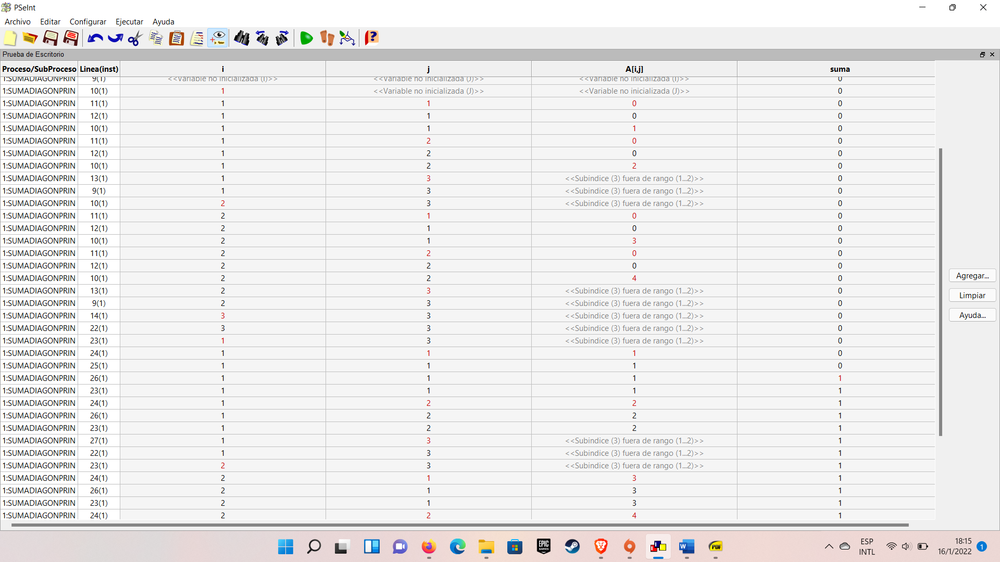 PSeInt
Archivo Editar Configurar Ejecutar Ayuda
Prueba de Escritorio
Proceso/SubProceso Linea(inst) i j A[i,j] suma
1:SUMADIAGONPRIN 9(1) <<Variable no inicializada (I)>> <<Variable no inicializada (J)>> <<Variable no inicializada (I)>> 0
1:SUMADIAGONPRIN 10(1) 1 <<Variable no inicializada (J)>> <<Variable no inicializada (J)>> 0
1:SUMADIAGONPRIN 11(1) 1 1 0 0
1:SUMADIAGONPRIN 12(1) 1 1 0 0
1:SUMADIAGONPRIN 10(1) 1 1 1 0
1:SUMADIAGONPRIN 11(1) 1 2 0 0
1:SUMADIAGONPRIN 12(1) 1 2 0 0
1:SUMADIAGONPRIN 10(1) 1 2 2 0
1:SUMADIAGONPRIN 13(1) 1 3 <<Subindice (3) fuera de rango (1...2)>> 0
1:SUMADIAGONPRIN 9(1) 1 3 <<Subindice (3) fuera de rango (1...2)>> 0
1:SUMADIAGONPRIN 10(1) 2 3 <<Subindice (3) fuera de rango (1...2)>> 0
1:SUMADIAGONPRIN 11(1) 2 1 0 0
1:SUMADIAGONPRIN 12(1) 2 1 0 0
1:SUMADIAGONPRIN 10(1) 2 1 3 0
1:SUMADIAGONPRIN 11(1) 2 2 0 0
1:SUMADIAGONPRIN 12(1) 2 2 0 0
1:SUMADIAGONPRIN 10(1) 2 2 4 0
1:SUMADIAGONPRIN 13(1) 2 3 <<Subindice (3) fuera de rango (1...2)>> 0
1:SUMADIAGONPRIN 9(1) 2 3 <<Subindice (3) fuera de rango (1...2)>> 0
1:SUMADIAGONPRIN 14(1) 3 3 <<Subindice (3) fuera de rango (1...2)>> 0
1:SUMADIAGONPRIN 22(1) 3 3 <<Subindice (3) fuera de rango (1...2)>> 0
1:SUMADIAGONPRIN 23(1) 1 3 <<Subindice (3) fuera de rango (1...2)>> 0
1:SUMADIAGONPRIN 24(1) 1 1 1 0
1:SUMADIAGONPRIN 25(1) 1 1 1 0
1:SUMADIAGONPRIN 26(1) 1 1 1 1
1:SUMADIAGONPRIN 23(1) 1 1 1 1
1:SUMADIAGONPRIN 24(1) 1 2 2 1
1:SUMADIAGONPRIN 26(1) 1 2 2 1
1:SUMADIAGONPRIN 23(1) 1 2 2 1
1:SUMADIAGONPRIN 27(1) 1 3 <<Subindice (3) fuera de rango (1...2)>> 1
1:SUMADIAGONPRIN 22(1) 1 3 <<Subindice (3) fuera de rango (1...2)>> 1
1:SUMADIAGONPRIN 23(1) 2 3 <<Subindice (3) fuera de rango (1...2)>> 1
1:SUMADIAGONPRIN 24(1) 2 1 3 1
1:SUMADIAGONPRIN 26(1) 2 1 3 1
1:SUMADIAGONPRIN 23(1) 2 1 3 1
1:SUMADIAGONPRIN 24(1) 2 2 4 1
Agregar...
Limpiar
Ayuda...
EPIC GAMES
W
PDF
ESP
INTL
18:15
16/1/2022
1